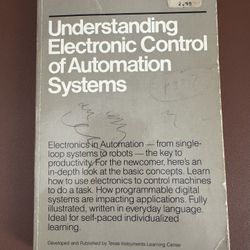 Understanding
Electronic Control
of Automation
Systems
Electronics in Automation — from single-
loop systems to robots — the key to
productivity. For the newcomer, here's an
in-depth look at the basic concepts. Learn
how to use electronics to control machines
to do a task. How programmable digital
systems are impacting applications. Fully
illustrated, written in everyday language.
Ideal for self-paced individualized
learning.
Developed and Published by Texas Instruments Learning Center